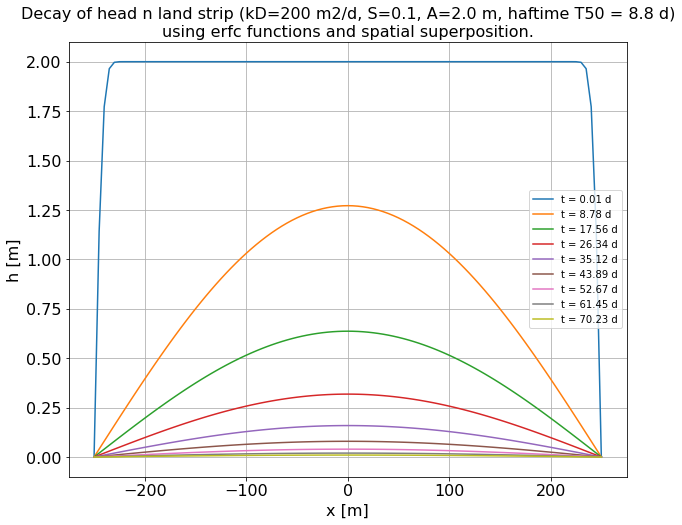 Decay of head n land strip (kD=200 m2/d, S=0.1, A=2.0 m, haftime T50 = 8.8 d)
using erfc functions and spatial superposition.
2.00
1.75
1.50
1.25
1.00
0.75
0.50
0.25
0.00
h [m]
t = 0.01 d
t = 8.78 d
t = 17.56 d
t = 26.34 d
t = 35.12 d
t = 43.89 d
t = 52.67 d
t = 61.45 d
t = 70.23 d
−200 −100 0 100 200
x [m]